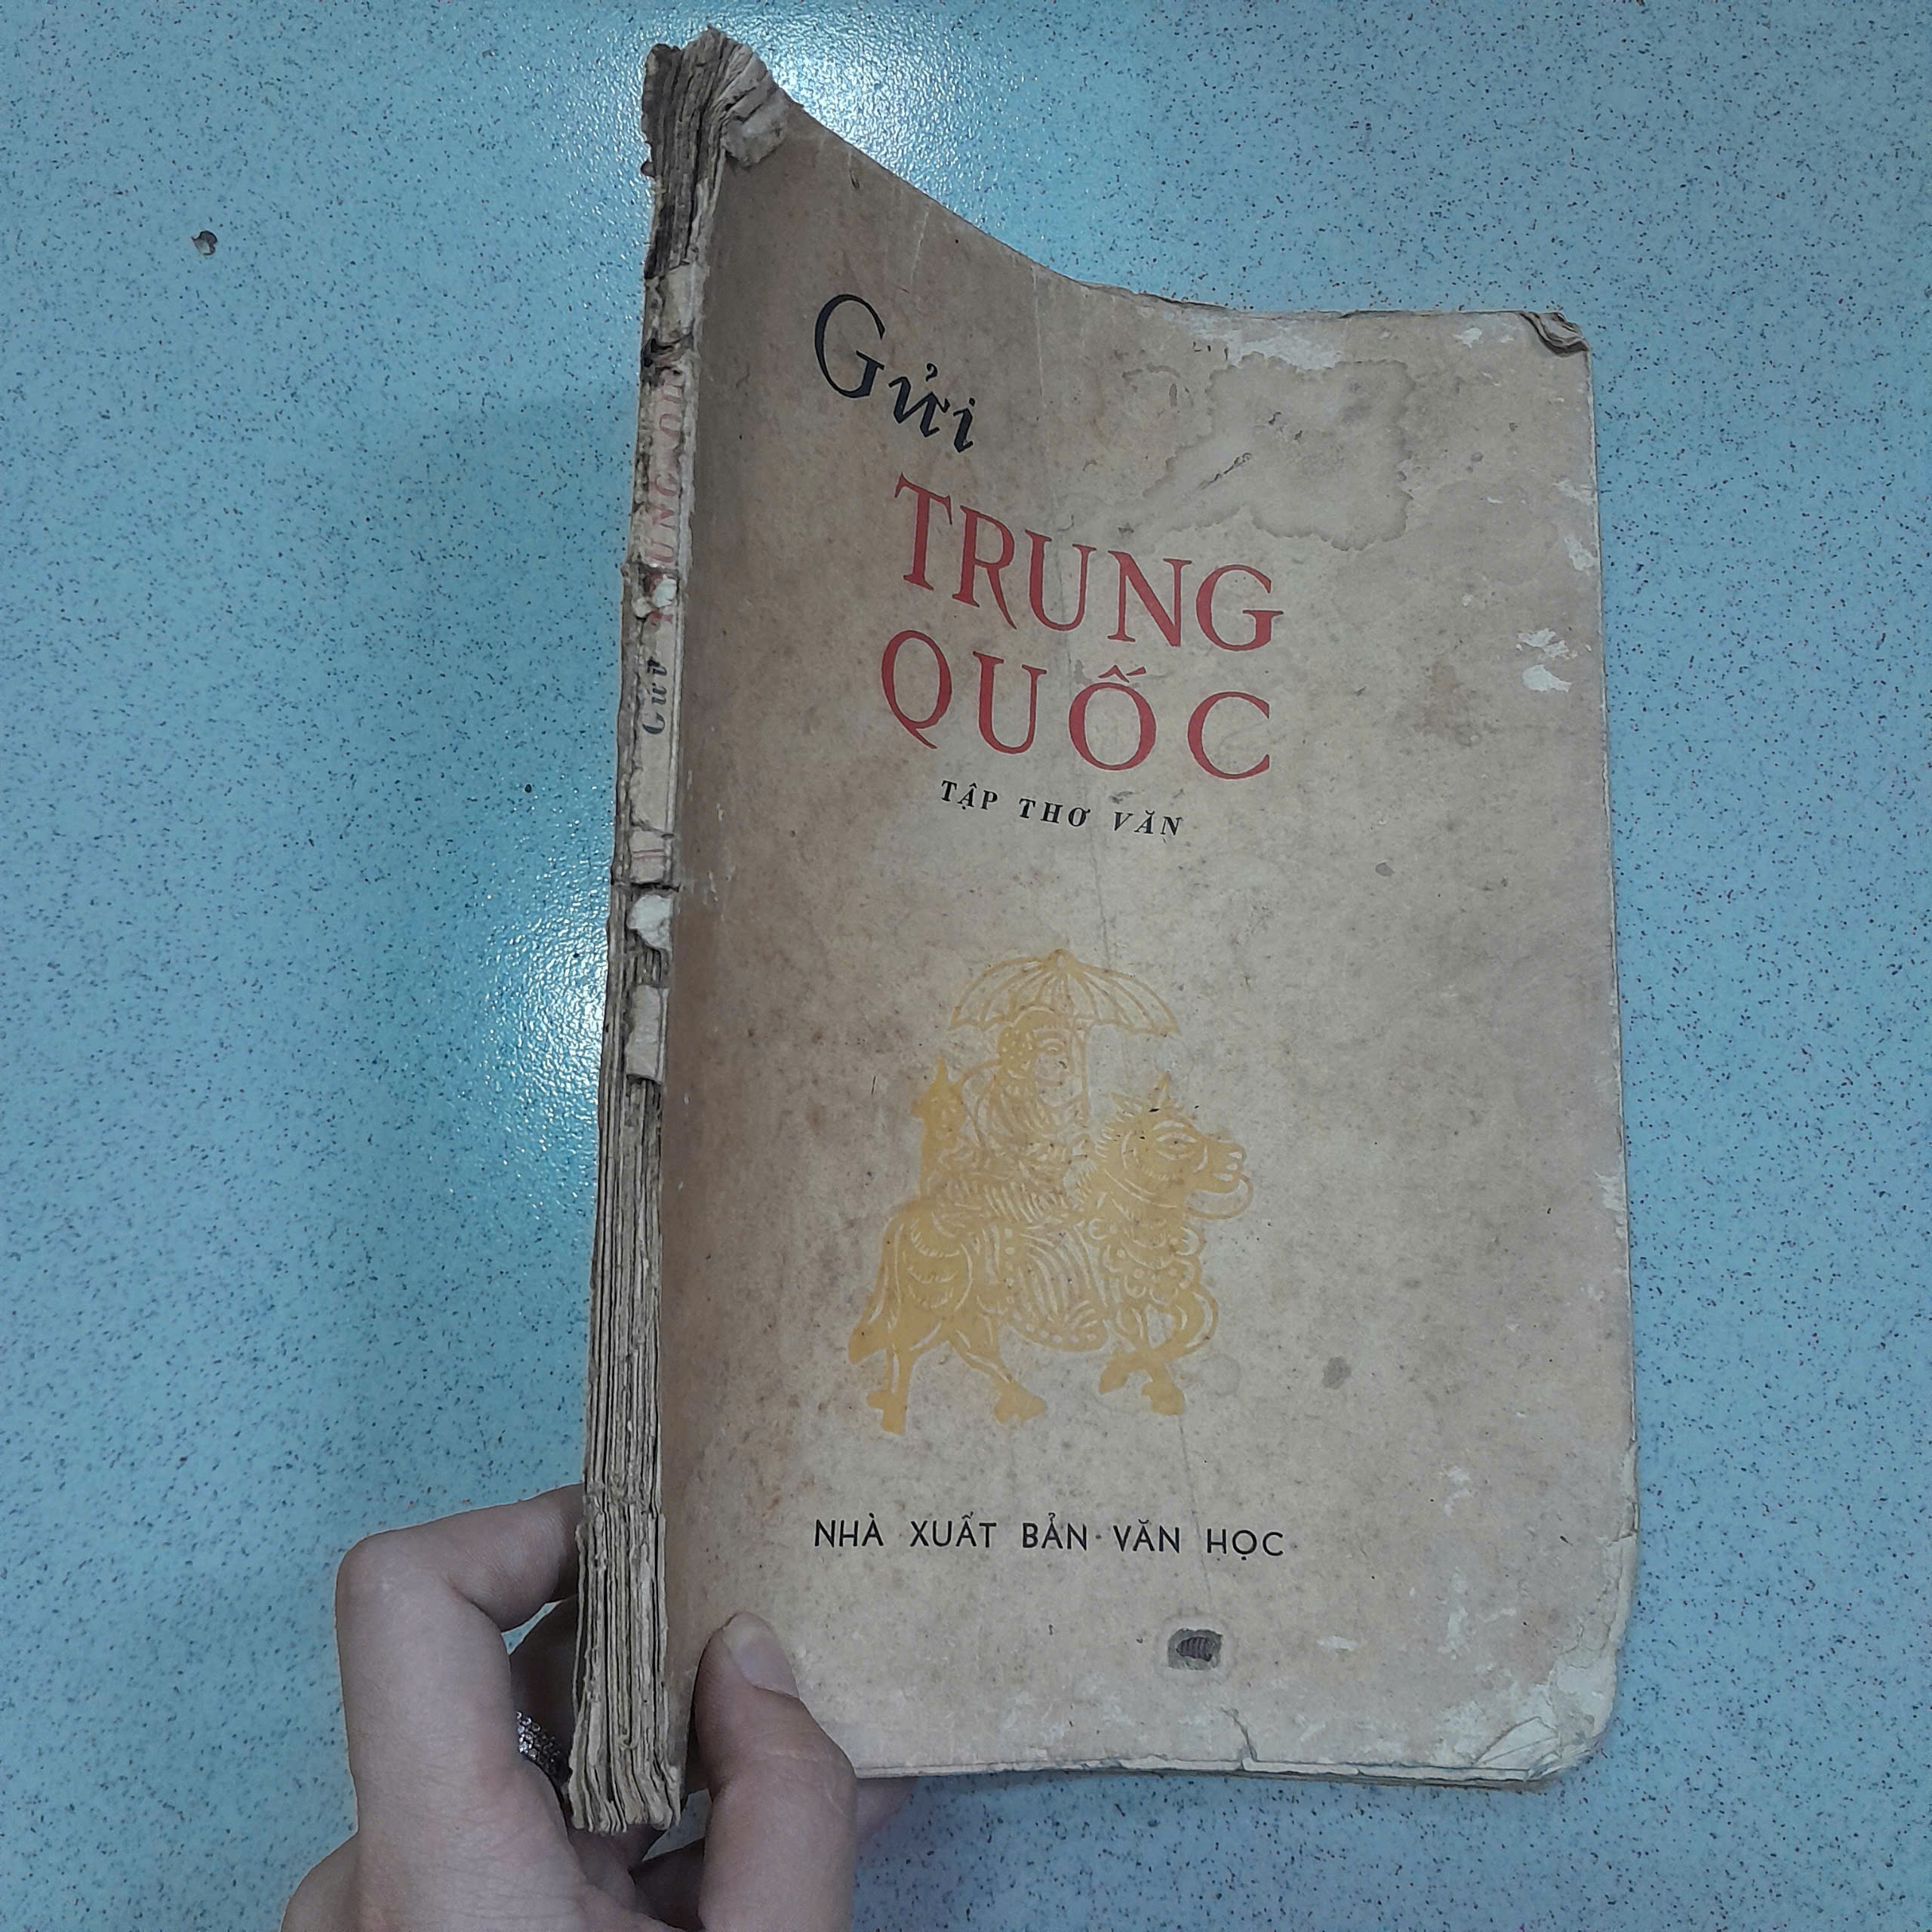 Gửi
TRUNG
QUỐC
TẬP THƠ VĂN
NHÀ XUẤT BẢN VĂN HỌC
Gửi